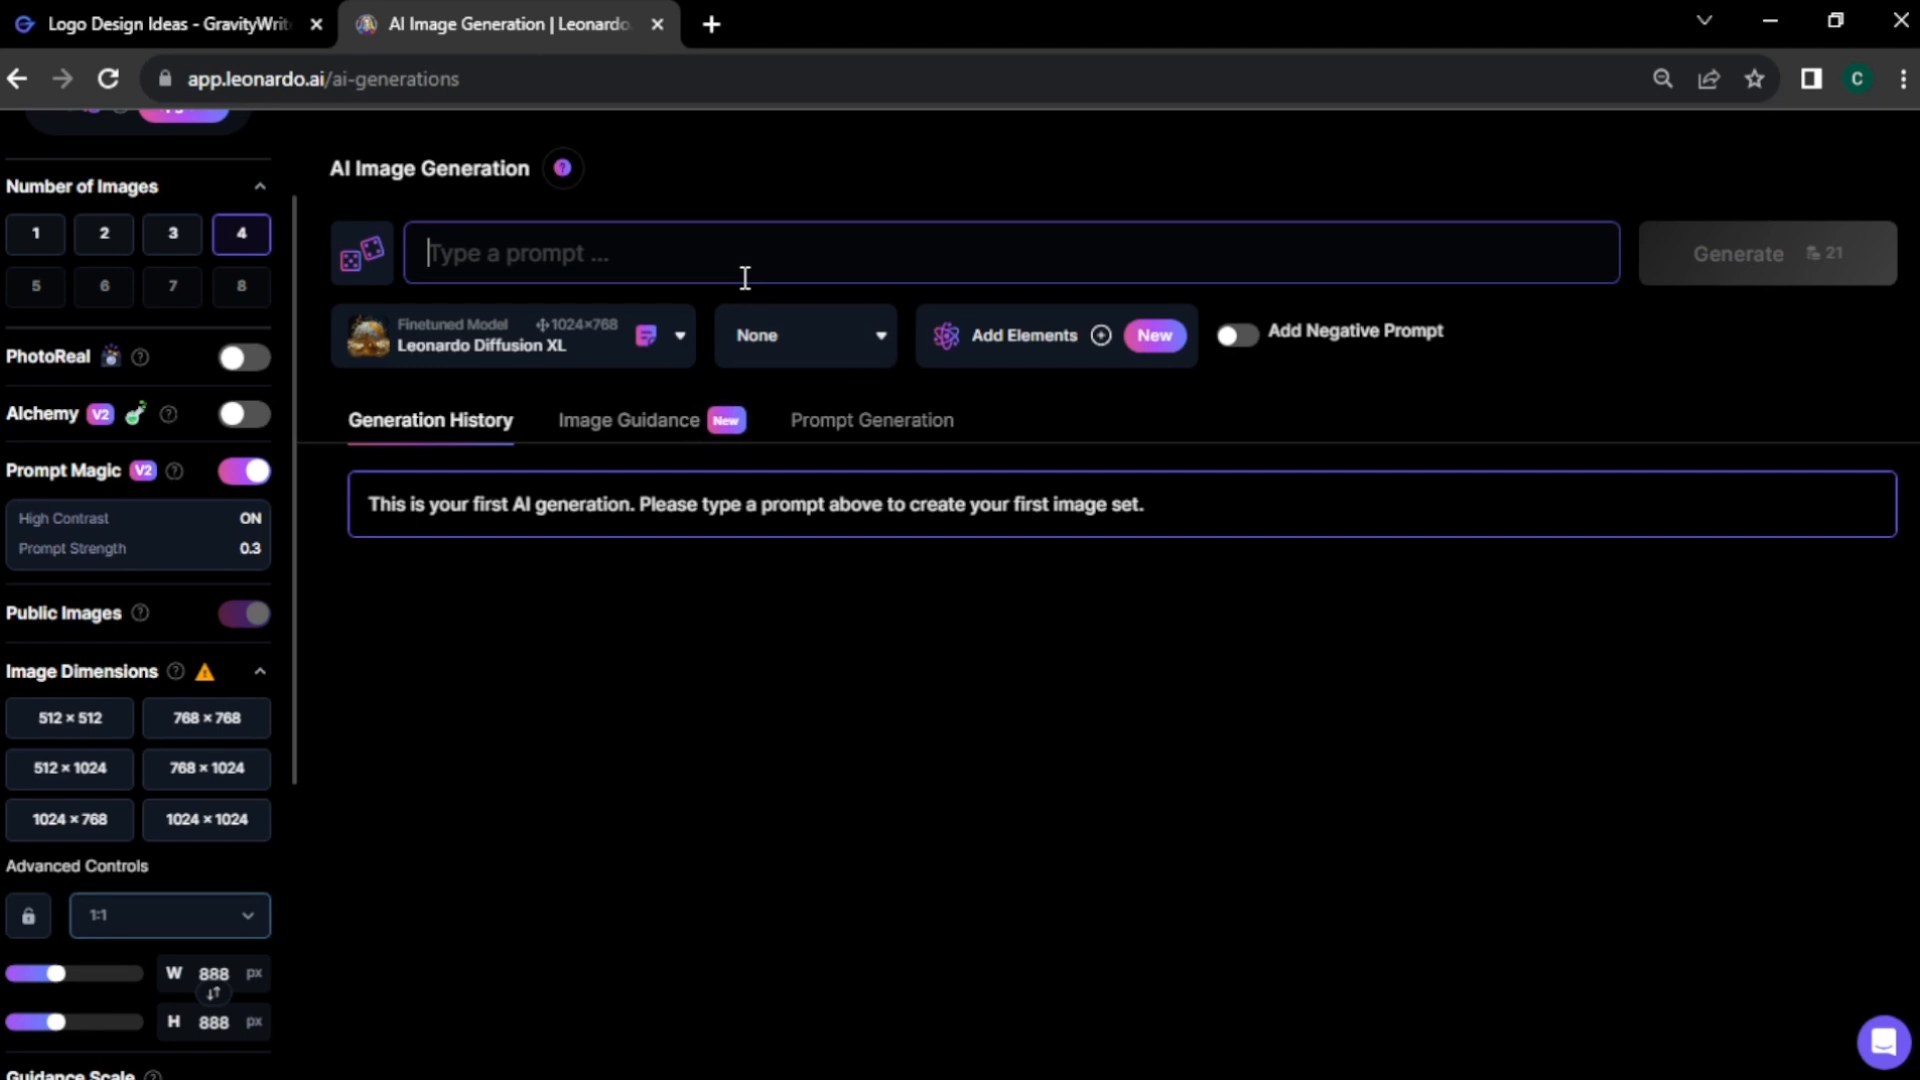 Logo Design Ideas - GravityWrit
AI Image Generation | Leonardo.
app.leonardo.ai/ai-generations
C
Number of Images
1 2 3 4
5 6 7 8
PhotoReal
Alchemy V2
Prompt Magic V2
High Contrast ON
Prompt Strength 0.3
Public Images
Image Dimensions
512 × 512 768 × 768
512 × 1024 768 × 1024
1024 × 768 1024 × 1024
Advanced Controls
1:1
W 888 px
H 888 px
Guidance Scale
AI Image Generation ?
Type a prompt ...
Generate 21
Finetuned Model 1024×768
Leonardo Diffusion XL
None
Add Elements New
Add Negative Prompt
Generation History
Image Guidance New
Prompt Generation
This is your first AI generation. Please type a prompt above to create your first image set.